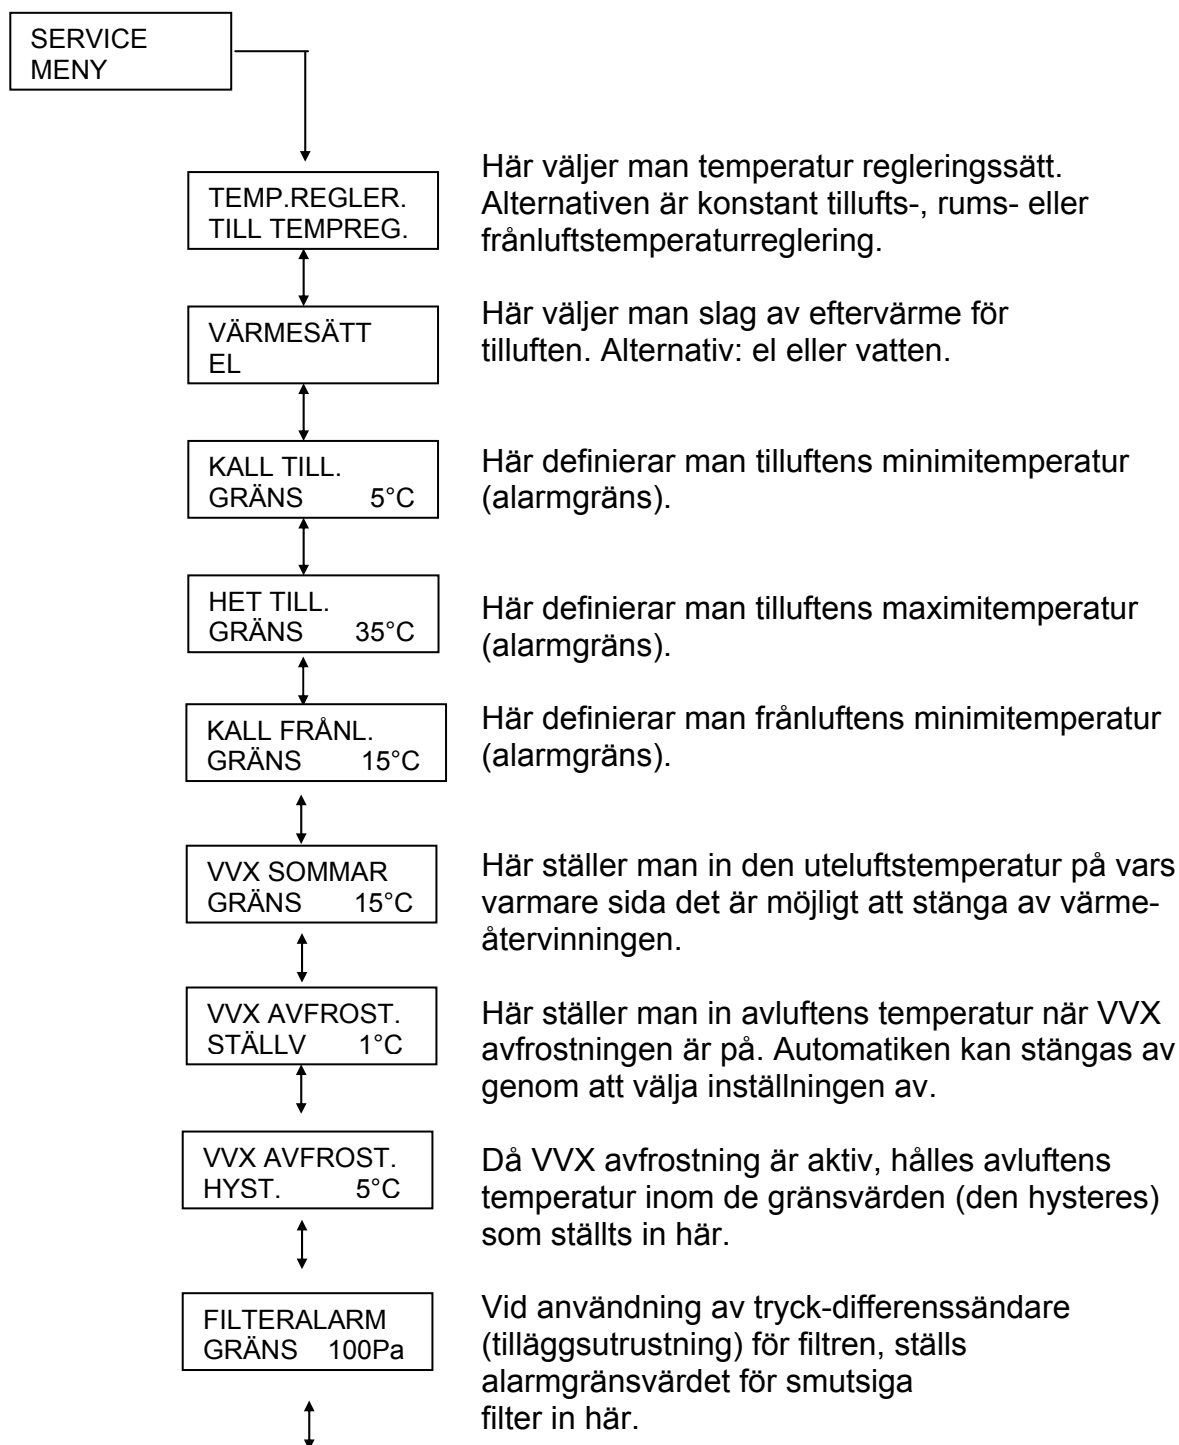 SERVICE
MENY
TEMP.REGLER.
TILL TEMPREG.
Här väljer man temperatur regleringssätt.
Alternativen är konstant tillufts-, rums- eller
frånluftstemperaturreglering.
VÄRMESÄTT
EL
Här väljer man slag av eftervärme för
tilluften. Alternativ: el eller vatten.
KALL TILL.
GRÄNS 5°C
Här definierar man tilluftens minimitemperatur
(alarmgräns).
HET TILL.
GRÄNS 35°C
Här definierar man tilluftens maximitemperatur
(alarmgräns).
KALL FRÅNL.
GRÄNS 15°C
Här definierar man frånluftens minimitemperatur
(alarmgräns).
VVX SOMMAR
GRÄNS 15°C
Här ställer man in den uteluftstemperatur på vars
varmare sida det är möjligt att stänga av värme-
återvinningen.
VVX AVFROST.
STÄLLV 1°C
Här ställer man in avluftens temperatur när VVX
avfrostningen är på. Automatiken kan stängas av
genom att välja inställningen av.
VVX AVFROST.
HYST. 5°C
Då VVX avfrostning är aktiv, hålles avluftens
temperatur inom de gränsvärden (den hysteres)
som ställts in här.
FILTERALARM
GRÄNS 100Pa
Vid användning av tryck-differenssändare
(tilläggsutrustning) för filtren, ställs
alarmgränsvärdet för smutsiga
filter in här.